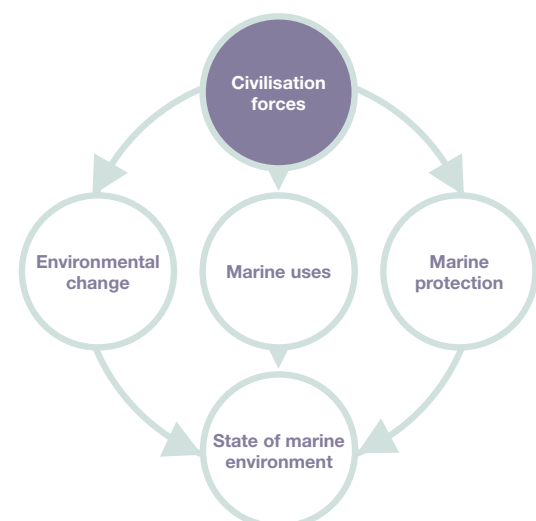 Civilisation
forces
Environmental
change
Marine uses
Marine
protection
State of marine
environment